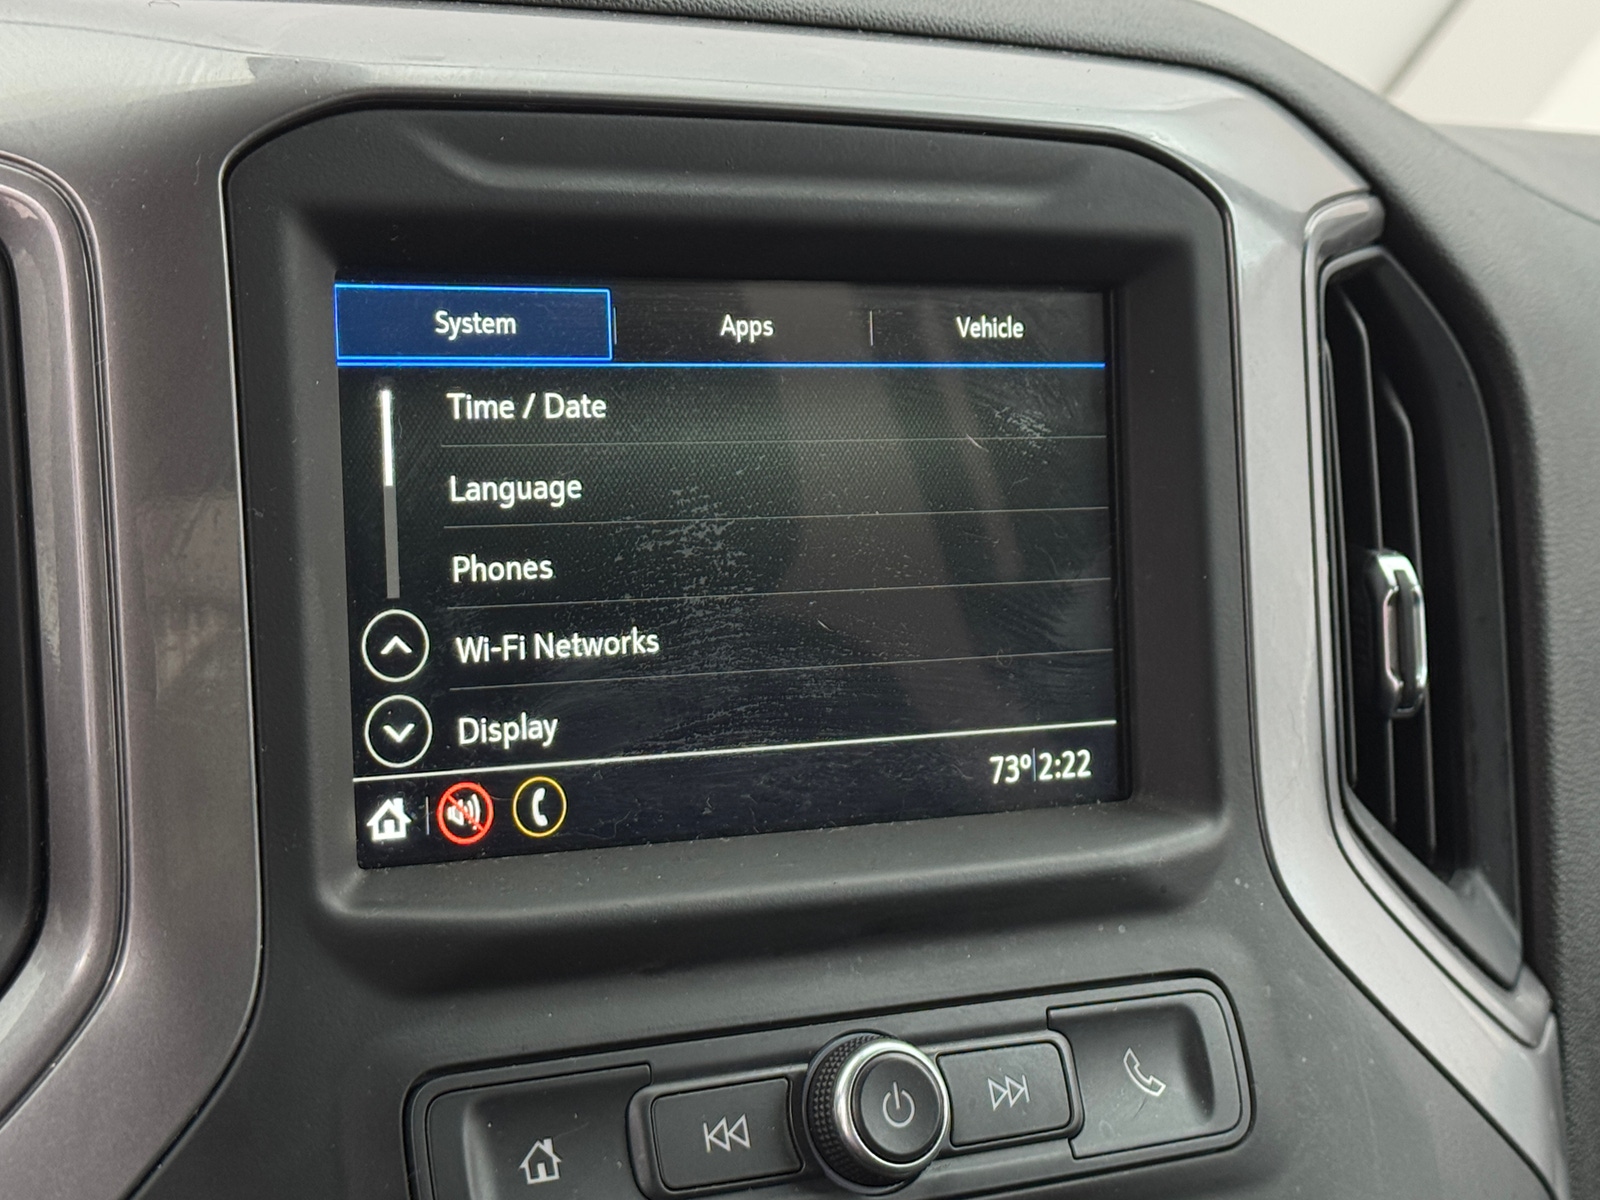 System Apps Vehicle
Time / Date
Language
Phones
Wi-Fi Networks
Display
73° 2:22